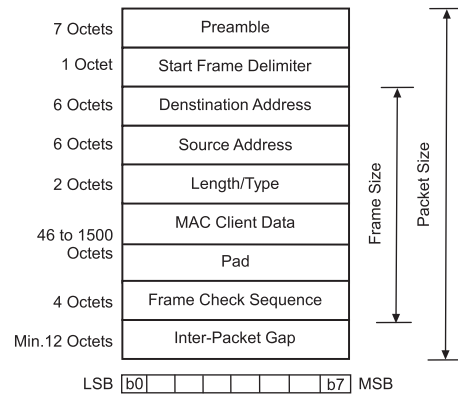 7 Octets Preamble
1 Octet Start Frame Delimiter
6 Octets Denstination Address
6 Octets Source Address
2 Octets Length/Type
46 to 1500 Octets
MAC Client Data
Pad
4 Octets Frame Check Sequence
Min.12 Octets Inter-Packet Gap
Frame Size
Packet Size
LSB b0 b7 MSB